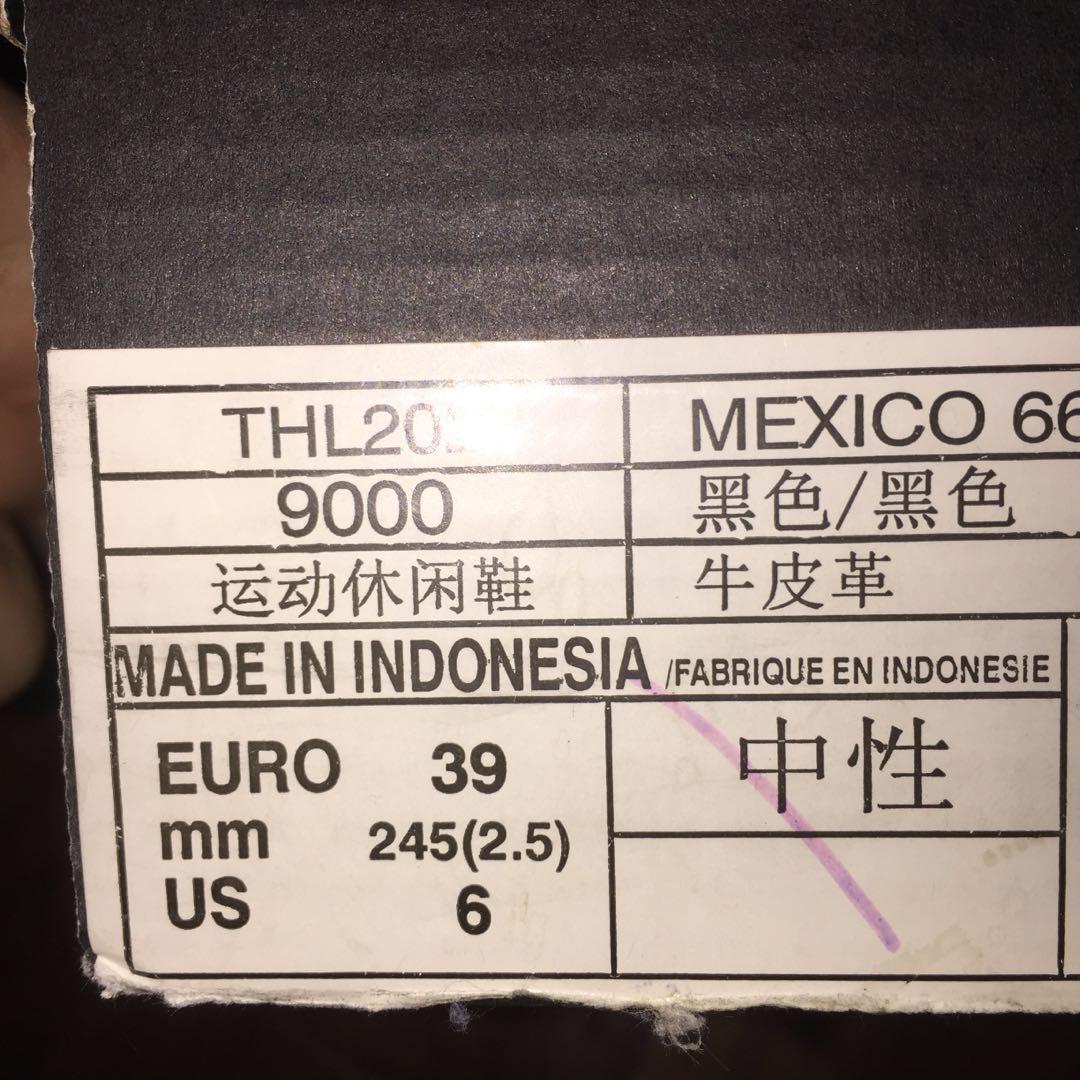 THL20
MEXICO 66
9000
黑色/黑色
运动休闲鞋
牛皮革
MADE IN INDONESIA /FABRIQUE EN INDONESIE
EURO 39
mm 245(2.5)
US 6
中性